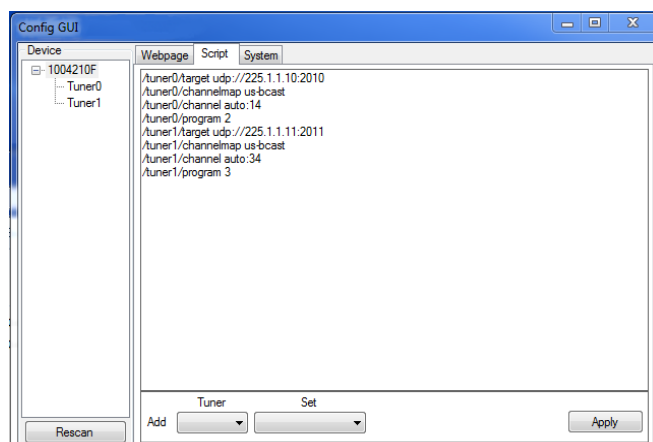 Config GUI
Device
1004210F
Tuner0
Tuner1
Rescan
Webpage Script System
/tuner0/target udp://225.1.1.10:2010
/tuner0/channelmap us-bcast
/tuner0/channel auto:14
/tuner0/program 2
/tuner1/target udp://225.1.1.11:2011
/tuner1/channelmap us-bcast
/tuner1/channel auto:34
/tuner1/program 3
Tuner Set
Add
Apply